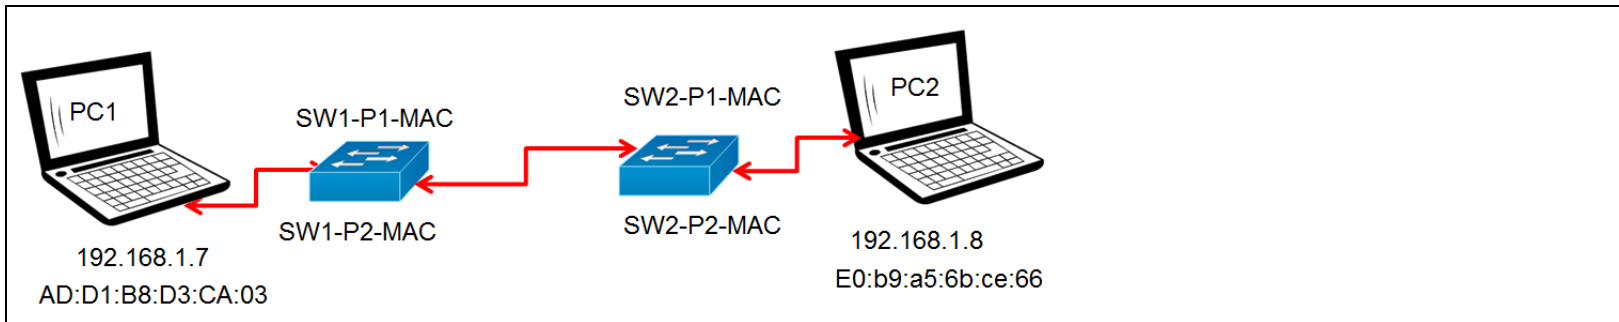 PC1
SW1-P1-MAC
SW1-P2-MAC
192.168.1.7
AD:D1:B8:D3:CA:03
SW2-P1-MAC
SW2-P2-MAC
PC2
192.168.1.8
E0:b9:a5:6b:ce:66